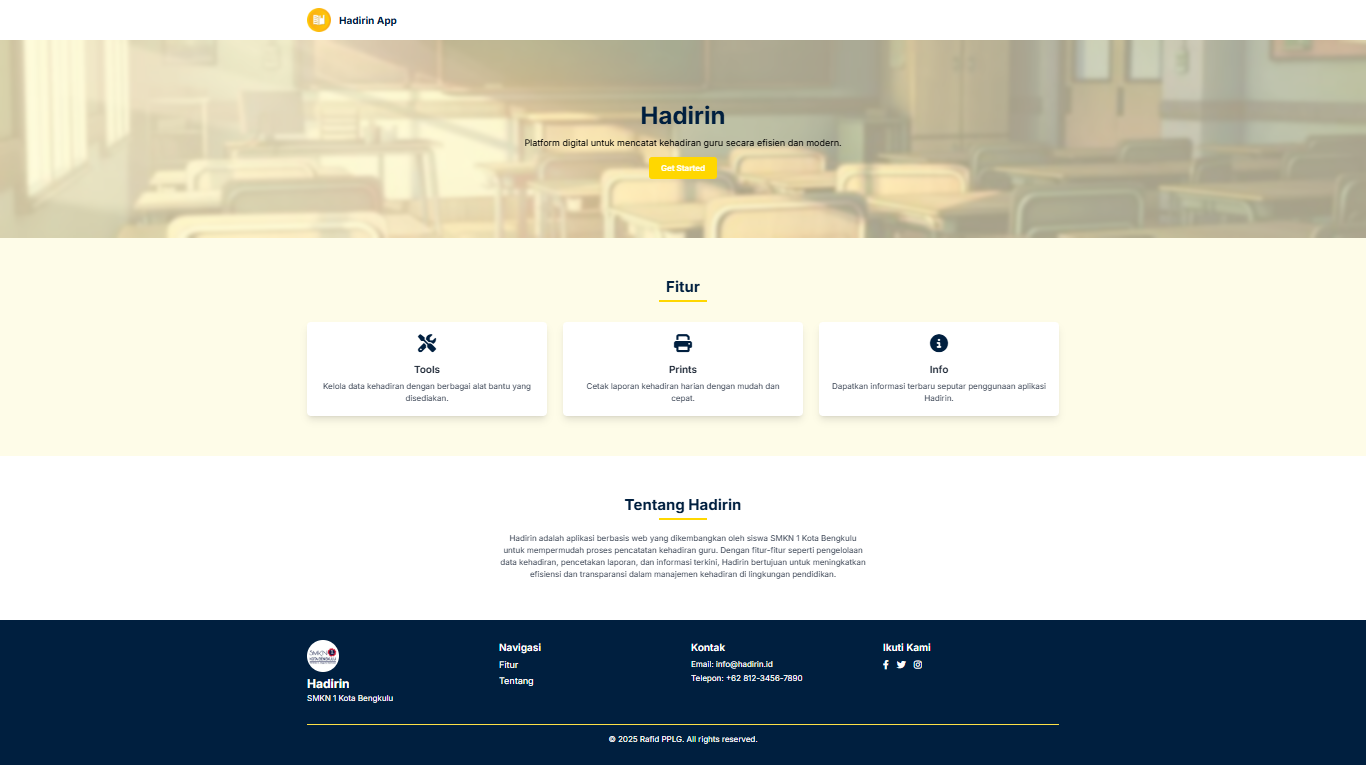 Hadirin App
Hadirin
Platform digital untuk mencatat kehadiran guru secara efisien dan modern.
Get Started
Fitur
Tools
Kelola data kehadiran dengan berbagai alat bantu yang
disediakan.
Prints
Cetak laporan kehadiran harian dengan mudah dan
cepat.
Info
Dapatkan informasi terbaru seputar penggunaan aplikasi
Hadirin.
Tentang Hadirin
Hadirin adalah aplikasi berbasis web yang dikembangkan oleh siswa SMKN 1 Kota Bengkulu
untuk mempermudah proses pencatatan kehadiran guru. Dengan fitur-fitur seperti pengelolaan
data kehadiran, pencetakan laporan, dan informasi terkini, Hadirin bertujuan untuk meningkatkan
efisiensi dan transparansi dalam manajemen kehadiran di lingkungan pendidikan.
SMKN 1
KOTA BENGKULU
Hadirin
SMKN 1 Kota Bengkulu
Navigasi
Fitur
Tentang
Kontak
Email: info@hadirin.id
Telepon: +62 812-3456-7890
Ikuti Kami
© 2025 Rafid PPLG. All rights reserved.